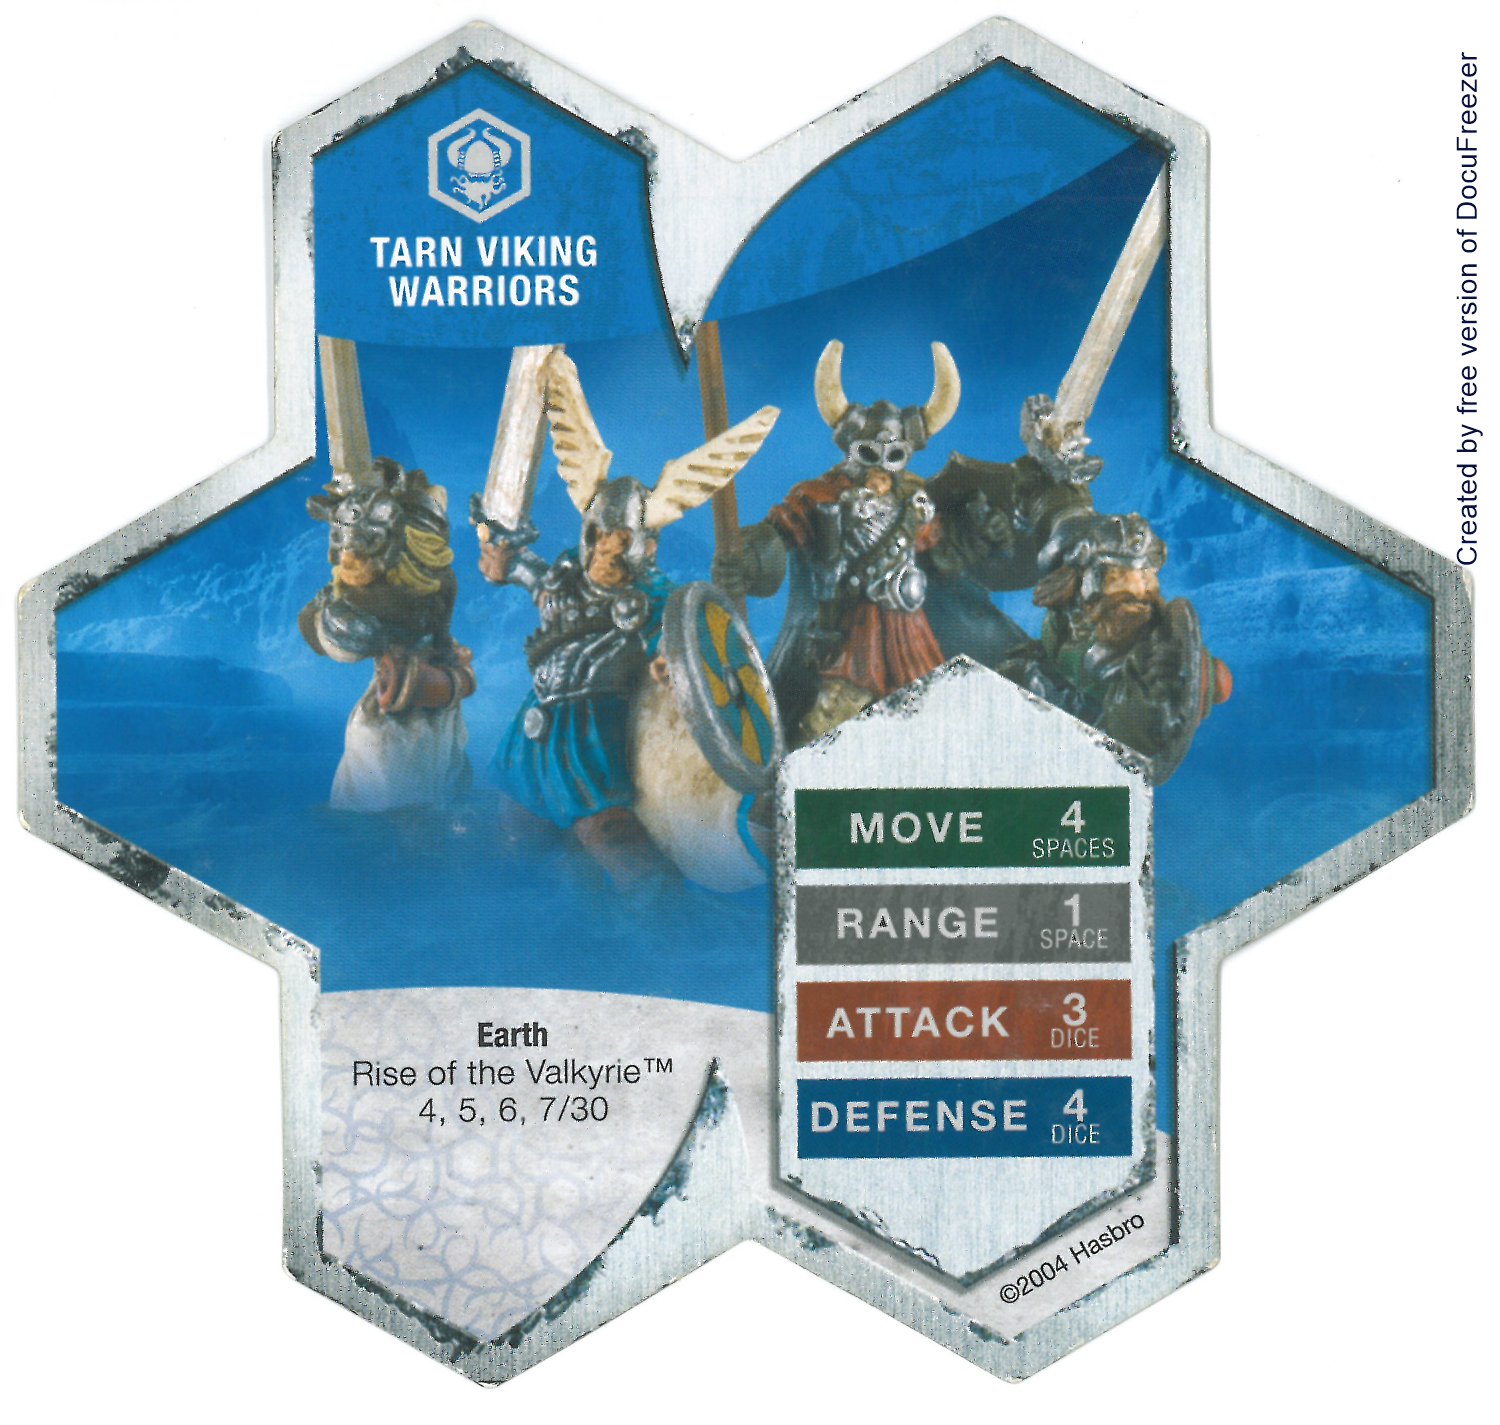 TARN VIKING
WARRIORS
MOVE 4
SPACES
RANGE 1
SPACE
ATTACK 3
DICE
DEFENSE 4
DICE
Earth
Rise of the Valkyrie™
4, 5, 6, 7/30
©2004 Hasbro
Created by free version of DocuFreezer